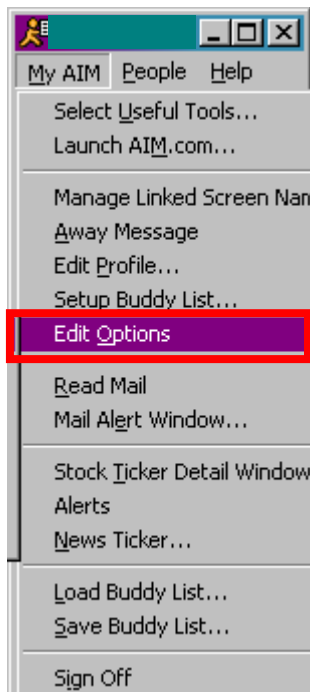 My AIM People Help
Select Useful Tools...
Launch AIM.com...
Manage Linked Screen Nam
Away Message
Edit Profile...
Setup Buddy List...
Edit Options
Read Mail
Mail Alert Window...
Stock Ticker Detail Window
Alerts
News Ticker...
Load Buddy List...
Save Buddy List...
Sign Off